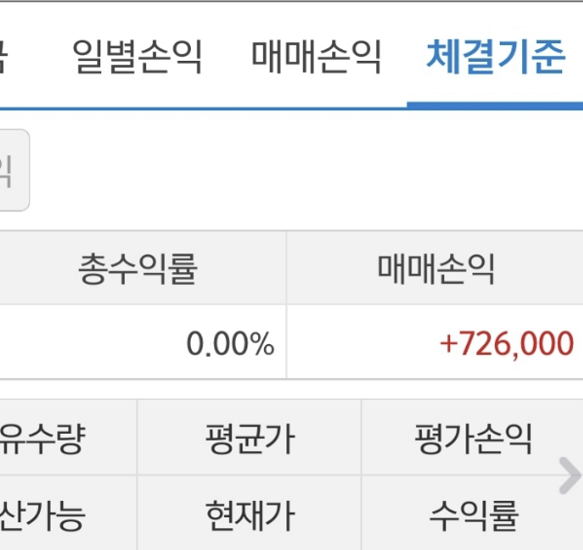 일별손익 매매손익 체결기준
익
총수익률 매매손익
0.00% +726,000
유수량 평균가 평가손익
산가능 현재가 수익률